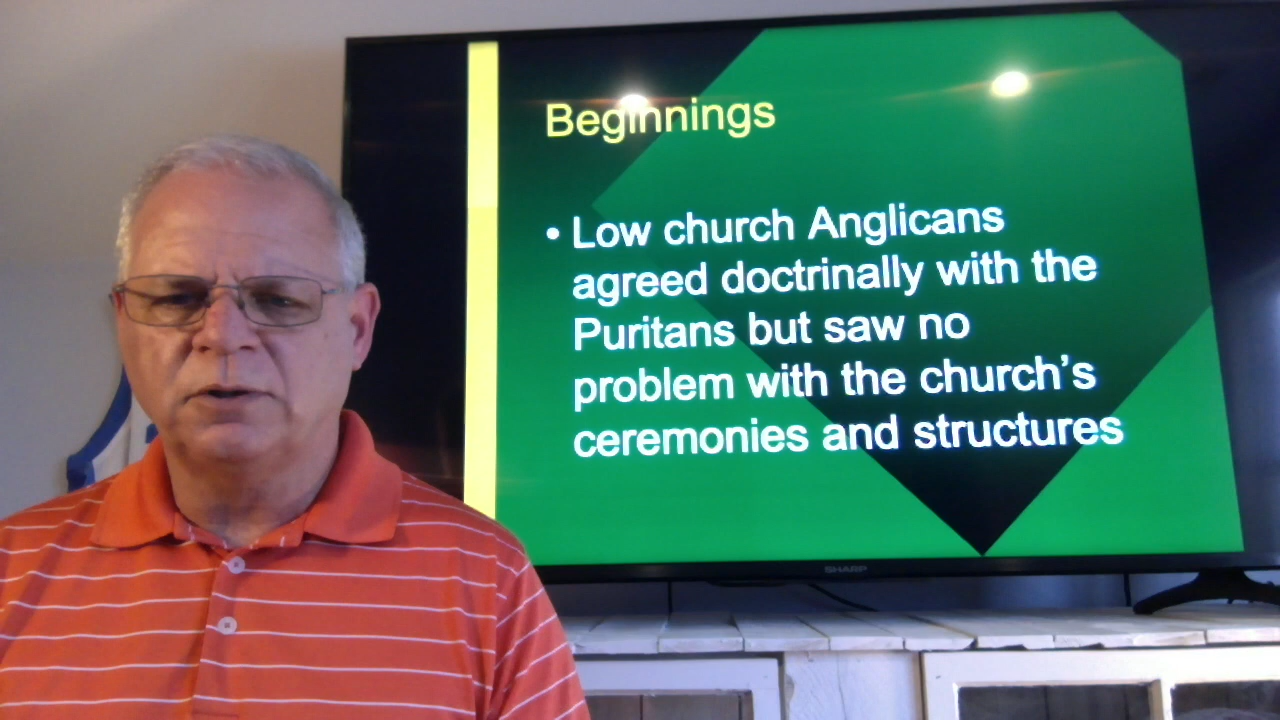 Beginnings
• Low church Anglicans
agreed doctrinally with the
Puritans but saw no
problem with the church's
ceremonies and structures
SHARP